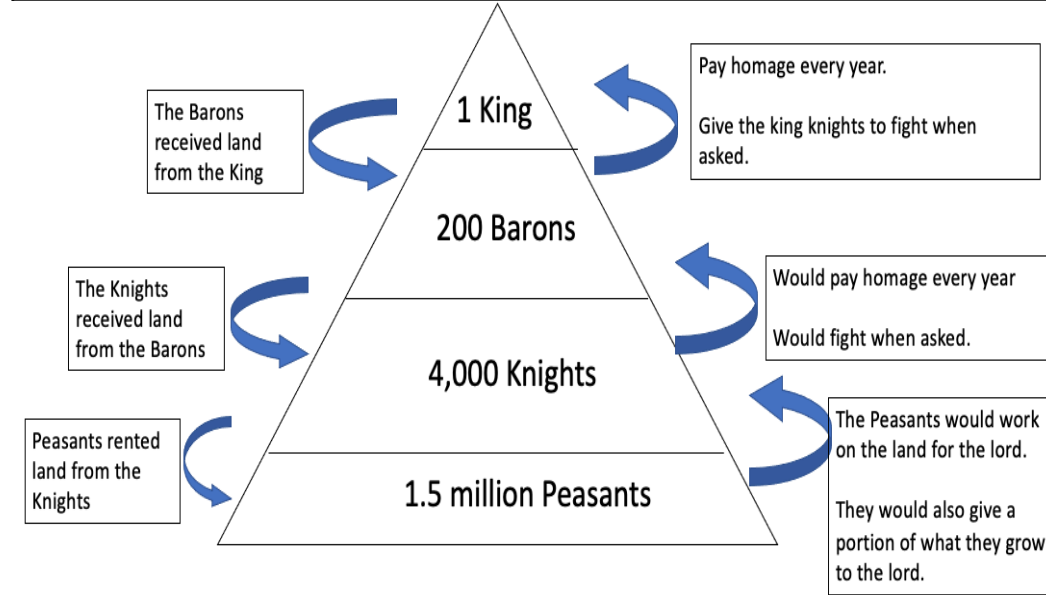 1 King
200 Barons
4,000 Knights
1.5 million Peasants
The Barons
received land
from the King
The Knights
received land
from the Barons
Peasants rented
land from the
Knights
Pay homage every year.
Give the king knights to fight when
asked.
Would pay homage every year
Would fight when asked.
The Peasants would work
on the land for the lord.
They would also give a
portion of what they grow
to the lord.